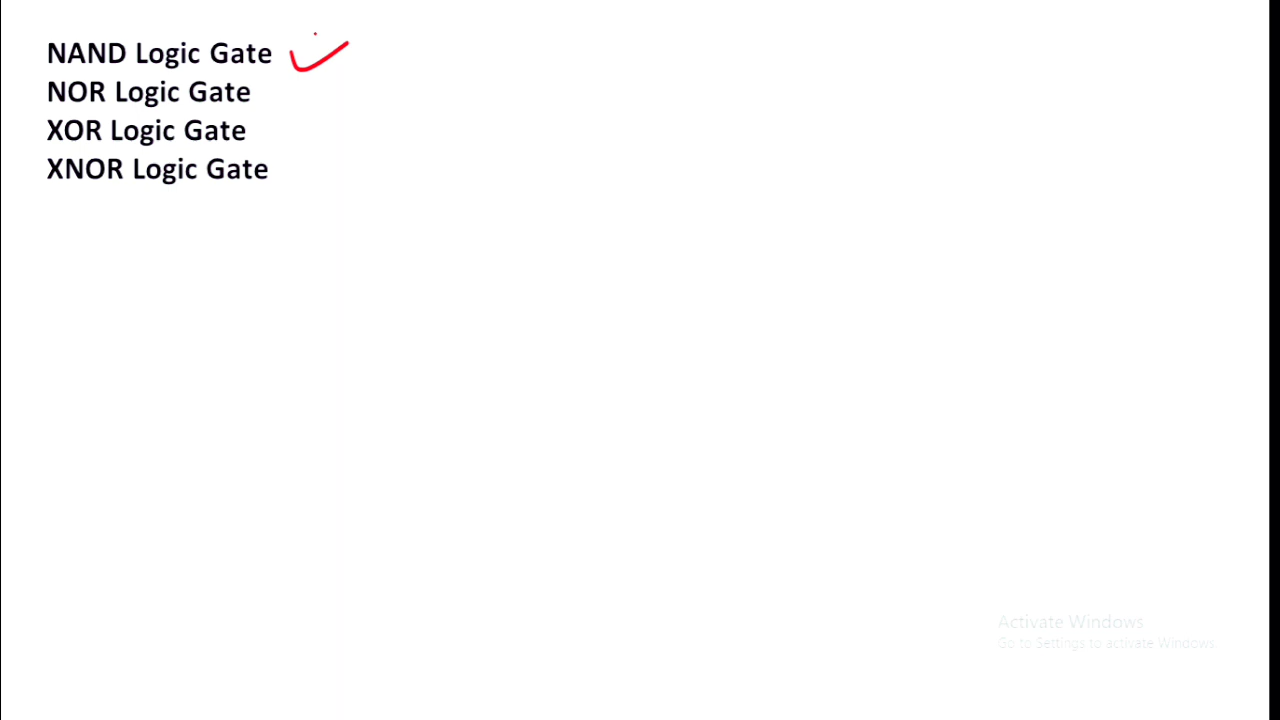 NAND Logic Gate
NOR Logic Gate
XOR Logic Gate
XNOR Logic Gate
Activate Windows
Go to Settings to activate Windows.